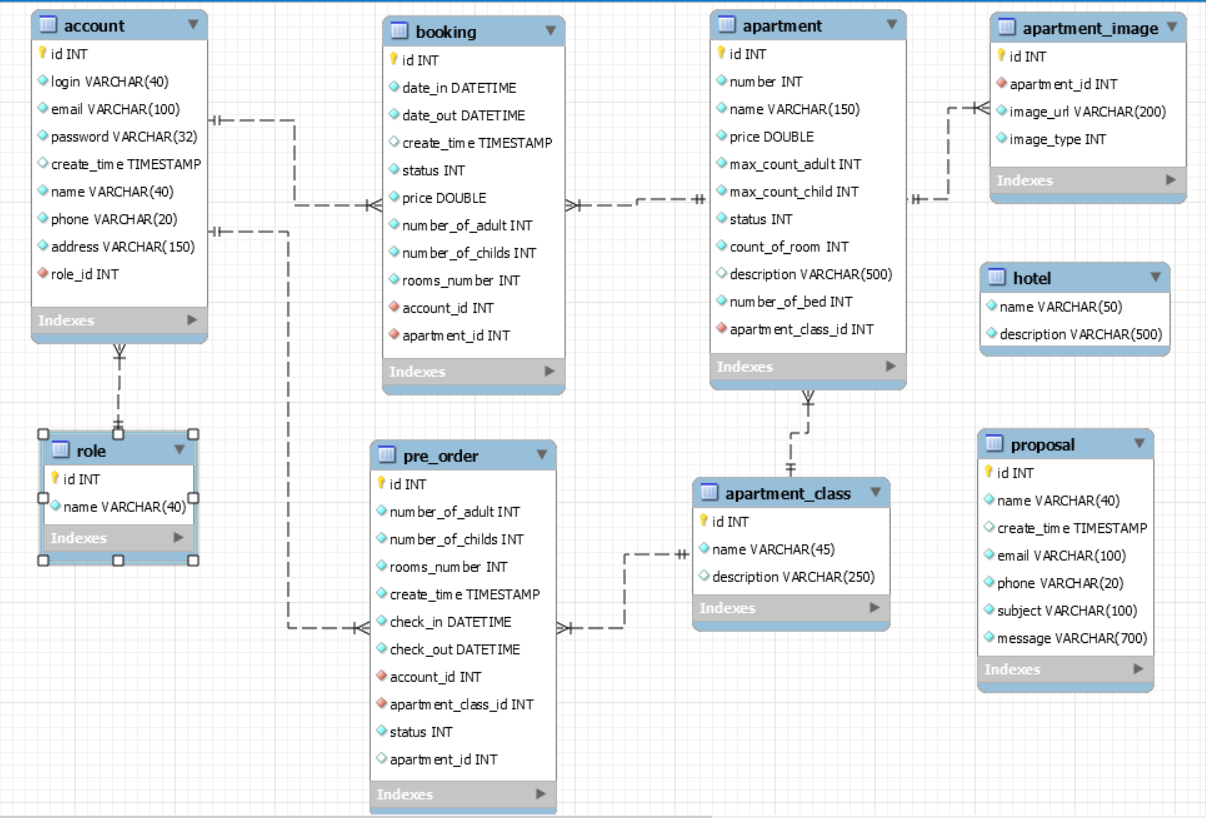 account
id INT
login VARCHAR(40)
email VARCHAR(100)
password VARCHAR(32)
create_time TIMESTAMP
name VARCHAR(40)
phone VARCHAR(20)
address VARCHAR(150)
role_id INT
Indexes
booking
id INT
date_in DATETIME
date_out DATETIME
create_time TIMESTAMP
status INT
price DOUBLE
number_of_adult INT
number_of_childs INT
rooms_number INT
account_id INT
apartment_id INT
Indexes
apartment
id INT
number INT
name VARCHAR(150)
price DOUBLE
max_count_adult INT
max_count_child INT
status INT
count_of_room INT
description VARCHAR(500)
number_of_bed INT
apartment_class_id INT
Indexes
apartment_image
id INT
apartment_id INT
image_url VARCHAR(200)
image_type INT
Indexes
hotel
name VARCHAR(50)
description VARCHAR(500)
role
id INT
name VARCHAR(40)
Indexes
pre_order
id INT
number_of_adult INT
number_of_childs INT
rooms_number INT
create_time TIMESTAMP
check_in DATETIME
check_out DATETIME
account_id INT
apartment_class_id INT
status INT
apartment_id INT
Indexes
apartment_class
id INT
name VARCHAR(45)
description VARCHAR(250)
Indexes
proposal
id INT
name VARCHAR(40)
create_time TIMESTAMP
email VARCHAR(100)
phone VARCHAR(20)
subject VARCHAR(100)
message VARCHAR(700)
Indexes